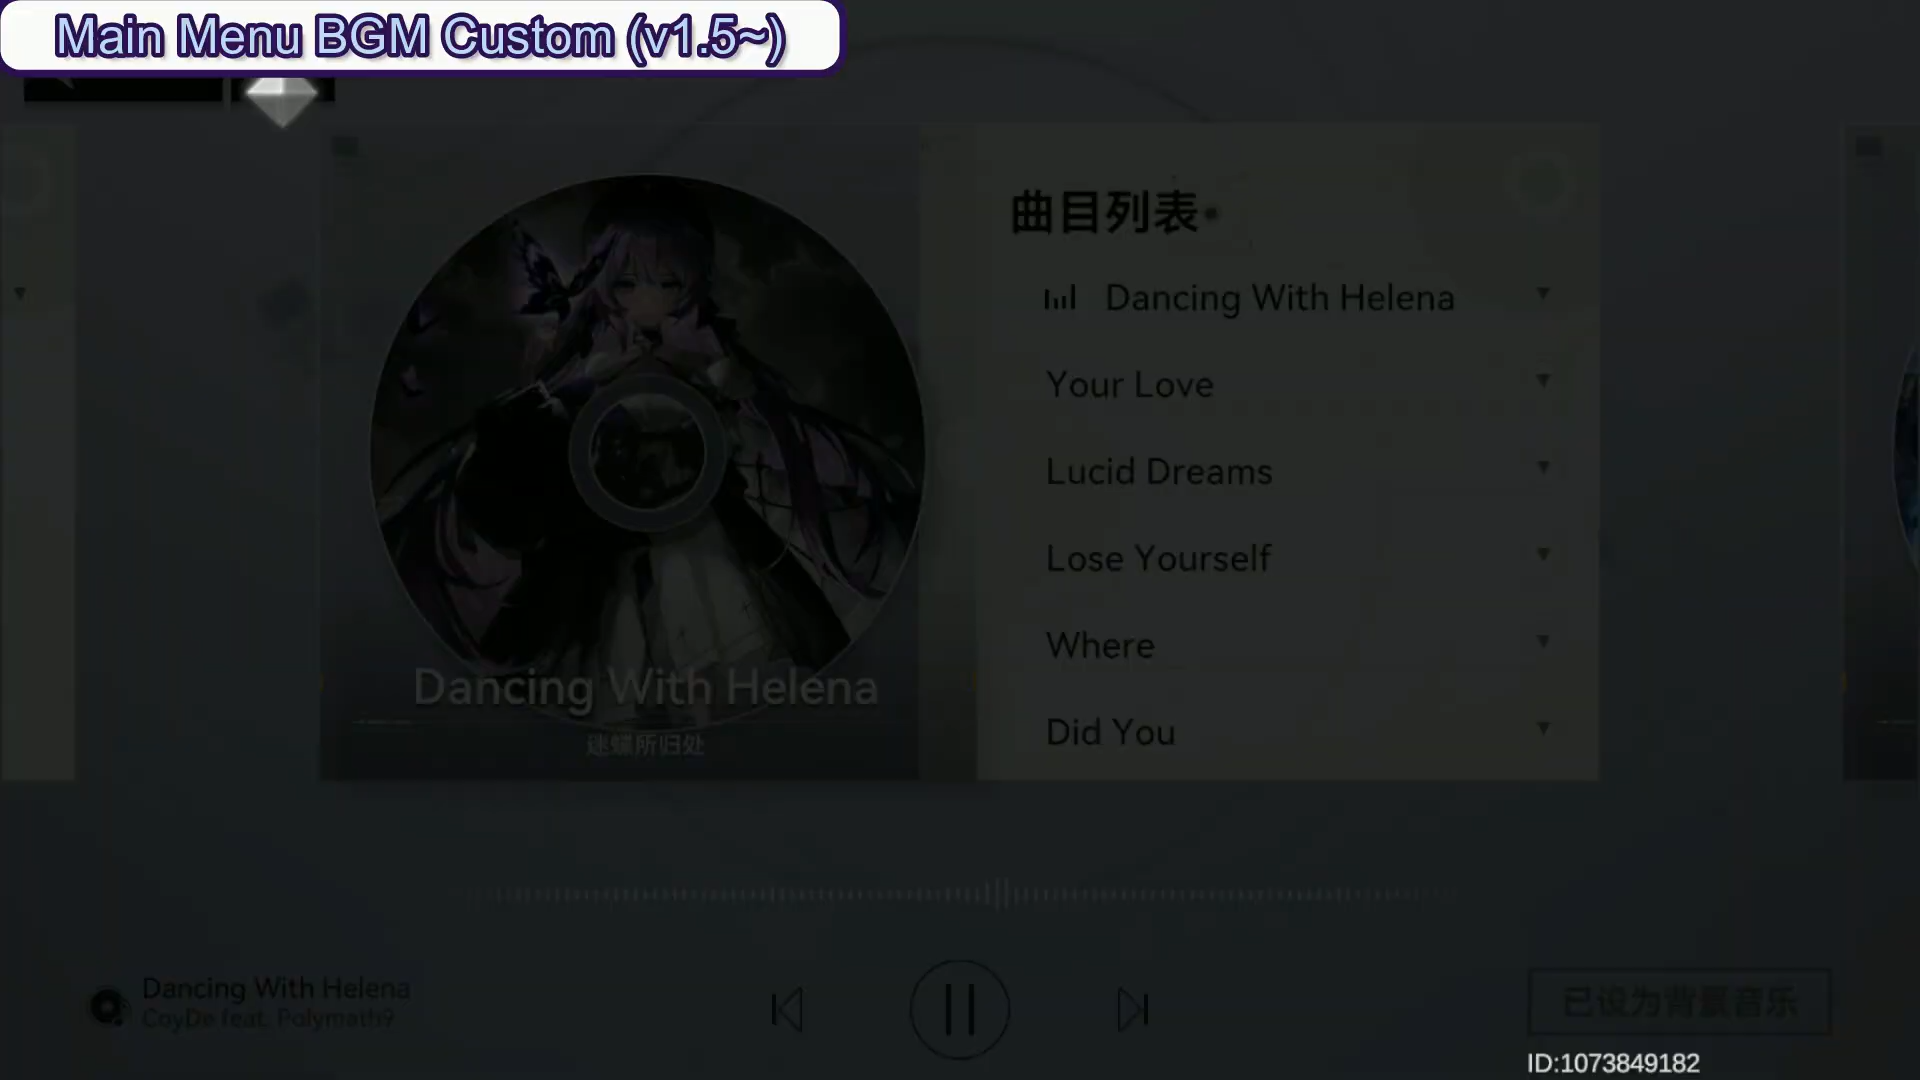 Main Menu BGM Custom (v1.5~)
曲目列表
Dancing With Helena
Your Love
Lucid Dreams
Lose Yourself
Where
Did You
Dancing With Helena
迷蝶所归处
Dancing With Helena
CoyDa feat. Polymath9
已设为背景音乐
ID:1073849182